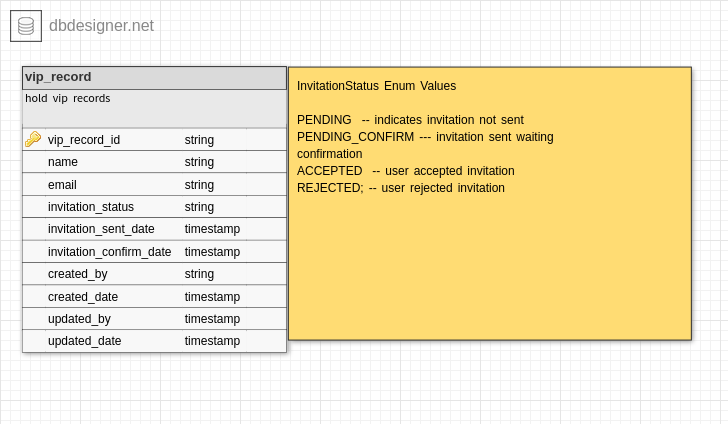 dbdesigner.net
vip_record
hold vip records
vip_record_id string
name string
email string
invitation_status string
invitation_sent_date timestamp
invitation_confirm_date timestamp
created_by string
created_date timestamp
updated_by timestamp
updated_date timestamp
InvitationStatus Enum Values
PENDING -- indicates invitation not sent
PENDING_CONFIRM --- invitation sent waiting
confirmation
ACCEPTED -- user accepted invitation
REJECTED; -- user rejected invitation